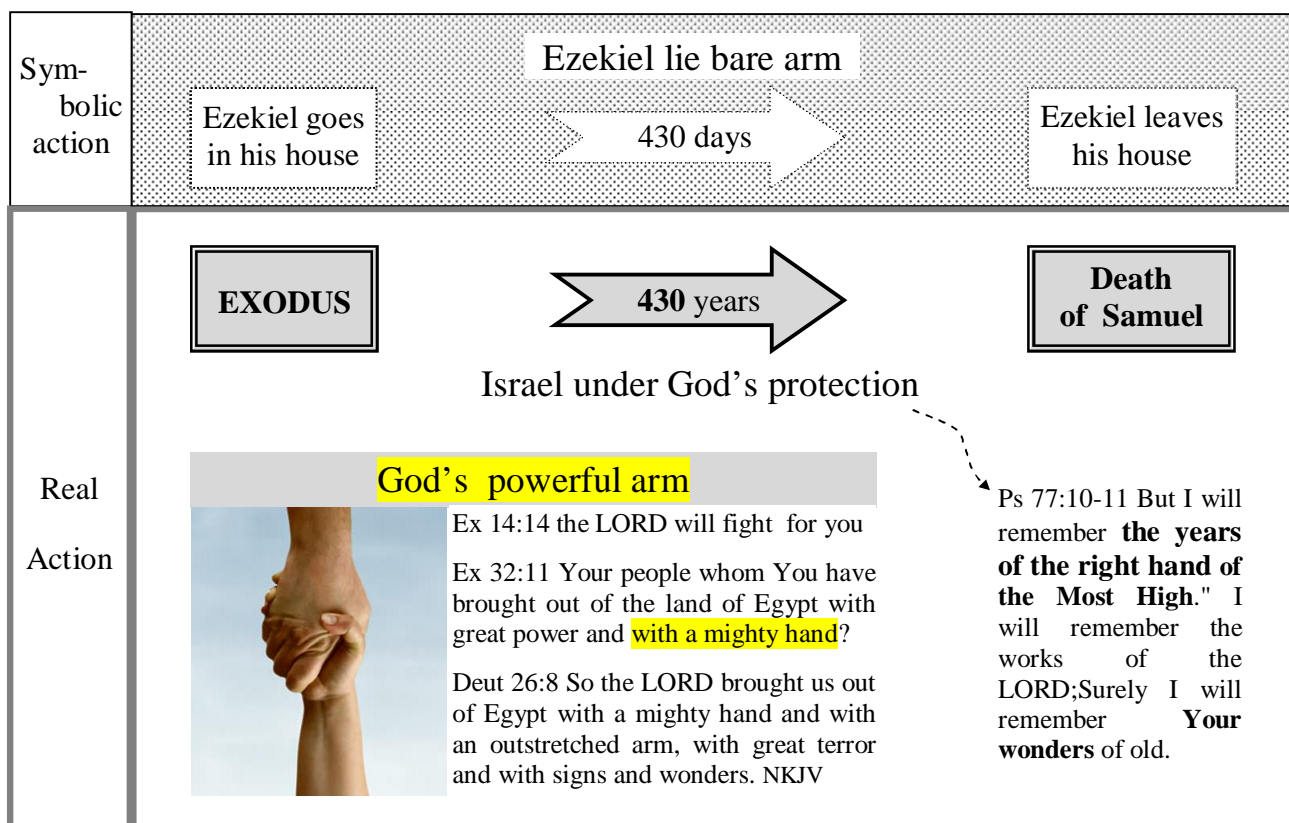 Sym-
bolic
action
Ezekiel lie bare arm
Ezekiel goes
in his house
430 days
Ezekiel leaves
his house
Real
Action
EXODUS
430 years
Death
of Samuel
Israel under God's protection
God's powerful arm
Ex 14:14 the LORD will fight for you
Ex 32:11 Your people whom You have
brought out of the land of Egypt with
great power and with a mighty hand?
Deut 26:8 So the LORD brought us out
of Egypt with a mighty hand and with
an outstretched arm, with great terror
and with signs and wonders. NKJV
Ps 77:10-11 But I will
remember the years
of the right hand of
the Most High." I
will remember the
works of the
LORD;Surely I will
remember Your
wonders of old.